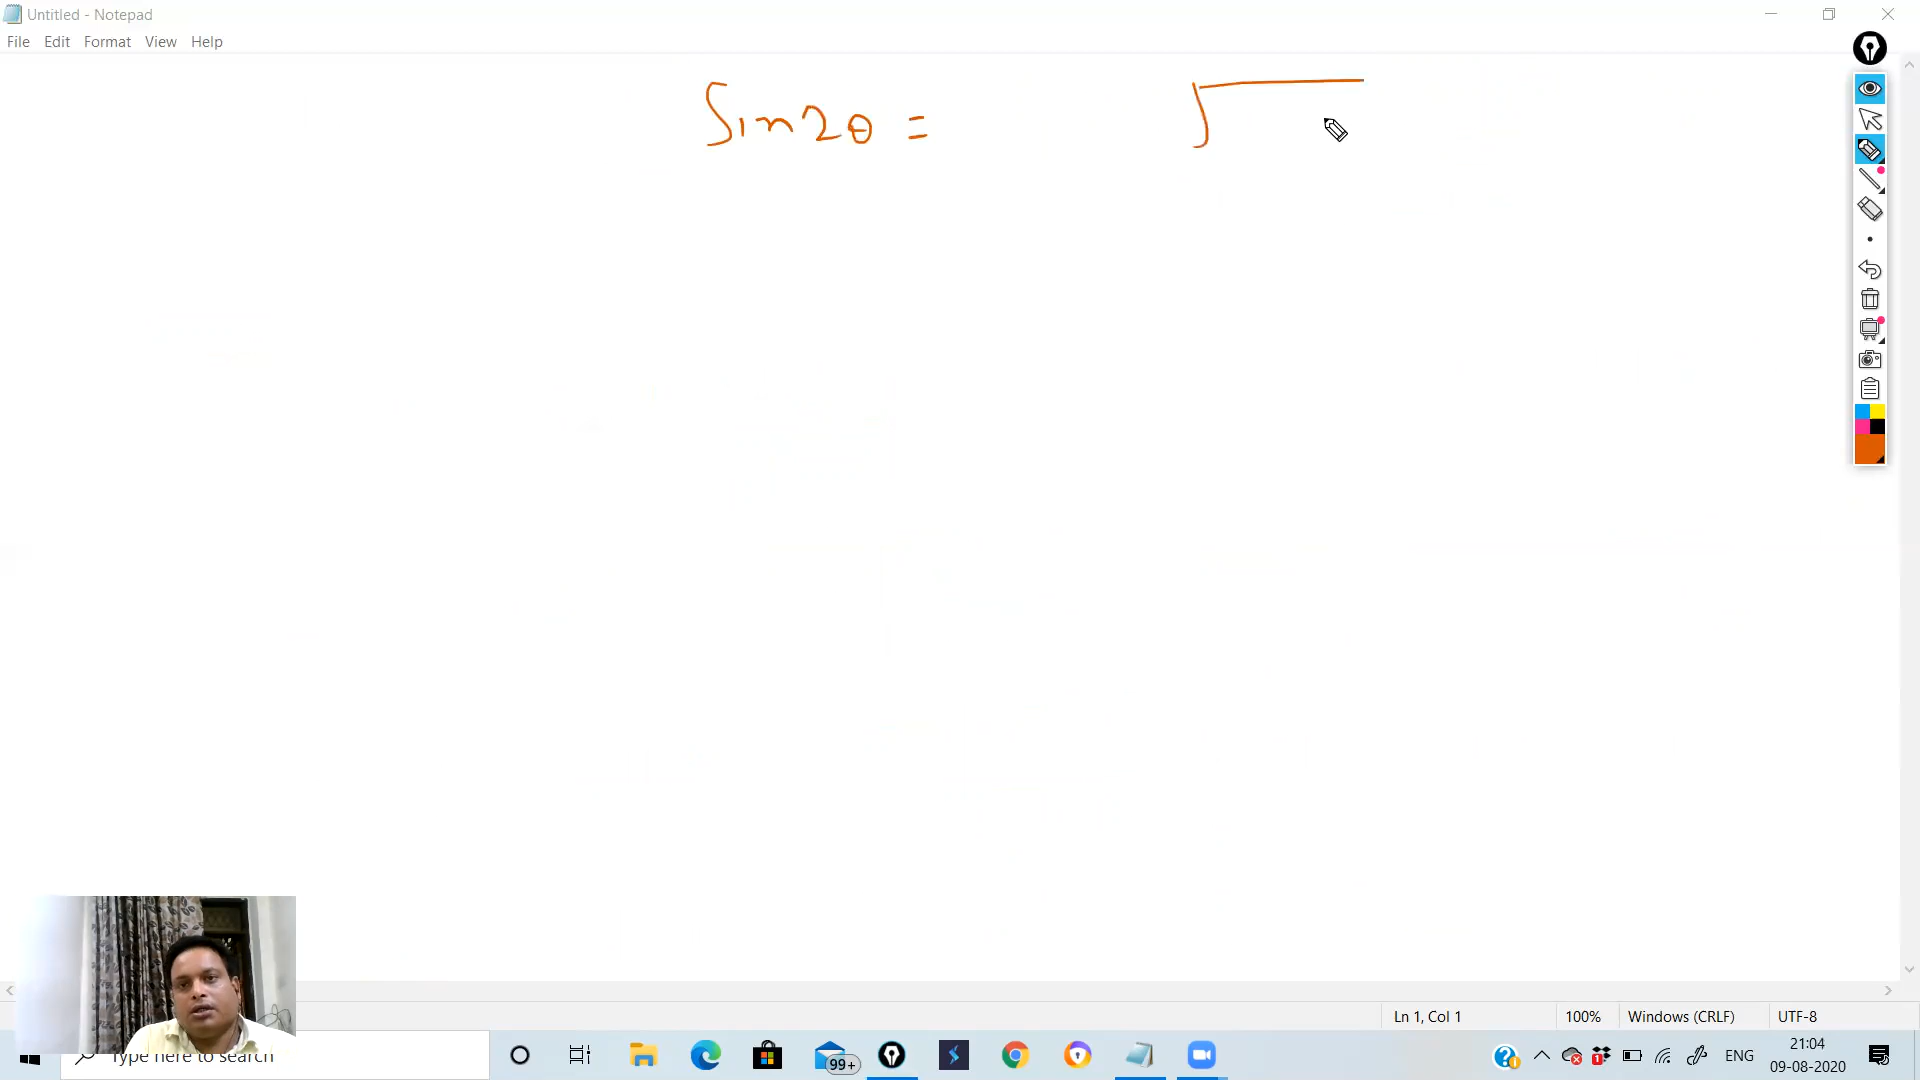 Untitled - Notepad
File Edit Format View Help
Sin2θ =
Ln 1, Col 1 100% Windows (CRLF) UTF-8
Type here to search
99+
ENG
21:04
09-08-2020